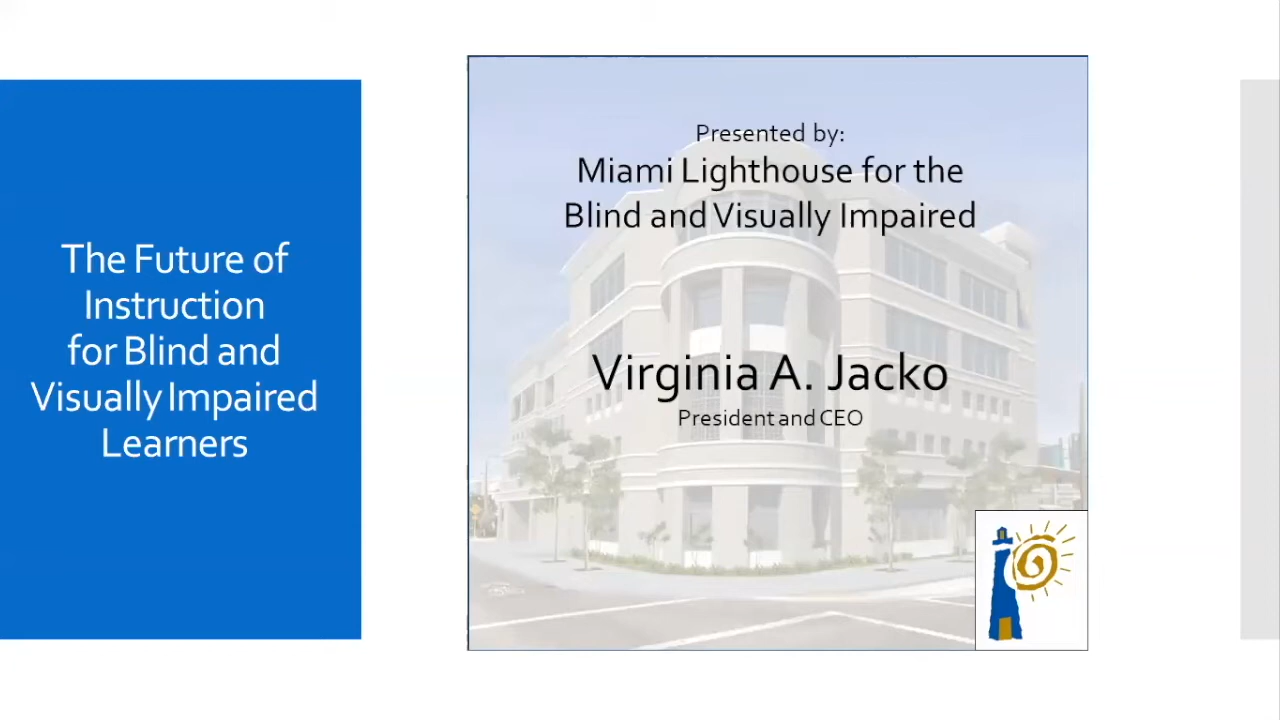 The Future of
Instruction
for Blind and
Visually Impaired
Learners
Presented by:
Miami Lighthouse for the
Blind and Visually Impaired
Virginia A. Jacko
President and CEO